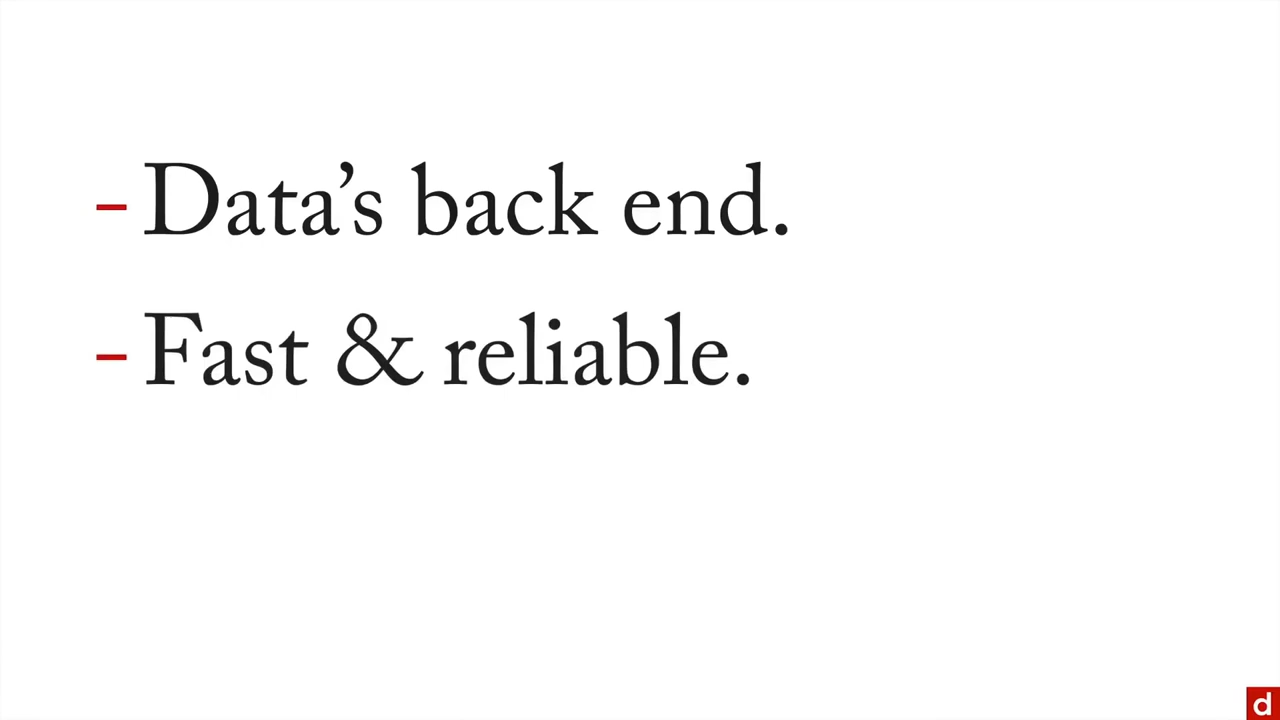 - Data’s back end.
- Fast & reliable.
d